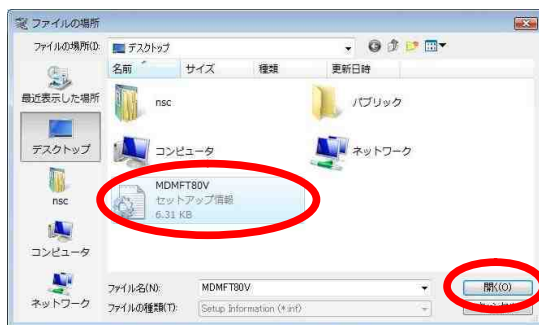 ファイルの場所
ファイルの場所(I):
デスクトップ
名前 サイズ 種類 更新日時
最近表示した場所
デスクトップ
nsc
コンピュータ
ネットワーク
nsc
パブリック
コンピュータ
ネットワーク
MDMFT80V
セットアップ情報
6.31 KB
ファイル名(N):
MDMFT80V
開く(O)
ファイルの種類(T):
Setup Information (*.inf)